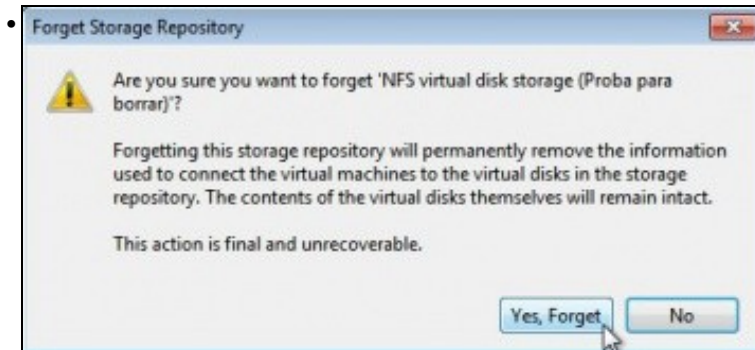 Forget Storage Repository
Are you sure you want to forget 'NFS virtual disk storage (Proba para
borrar)'?
Forgetting this storage repository will permanently remove the information
used to connect the virtual machines to the virtual disks in the storage
repository. The contents of the virtual disks themselves will remain intact.
This action is final and unrecoverable.
Yes, Forget No